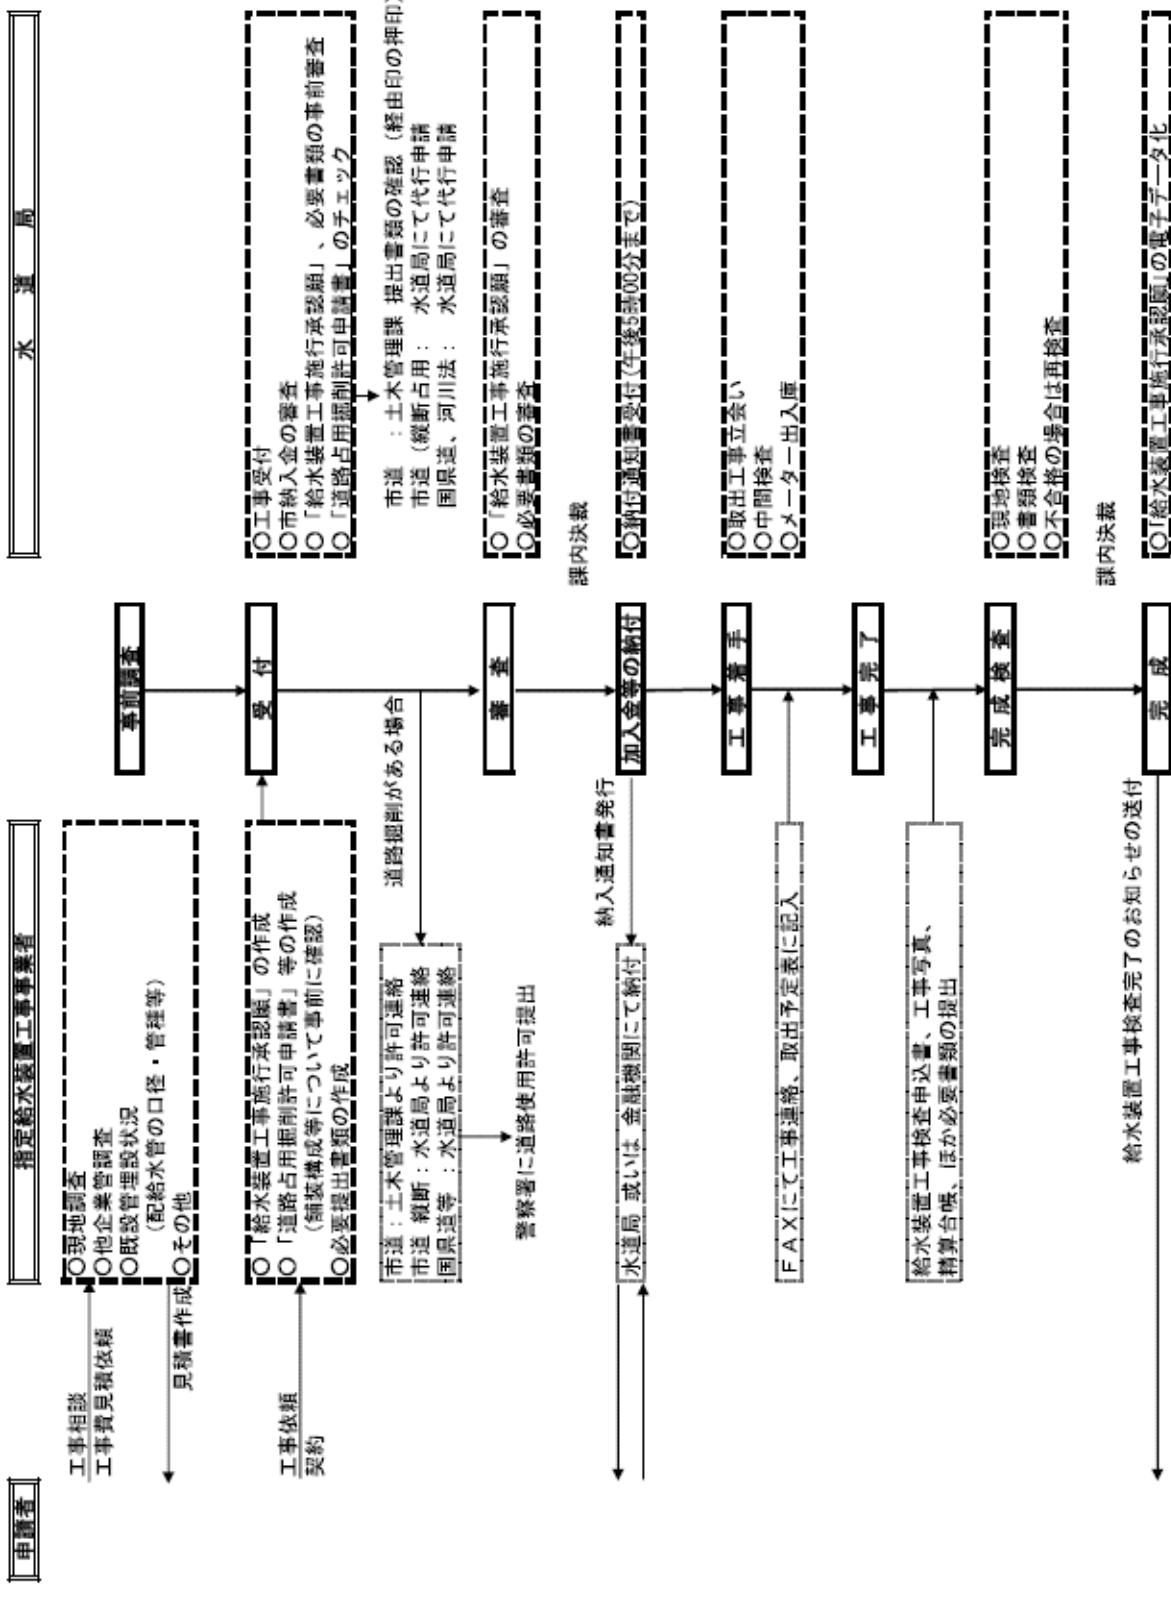 申請者
指定給水装置工事事業者
水道局
工事相談
工事費見積依頼
見積書作成
〇現地調査
〇他企業管調査
〇既設管埋設状況
(配給水管の口径・管種等)
〇その他
事前調査
工事依頼
契約
〇「給水装置工事施行承認願」の作成
〇「道路占用掘削許可申請書」等の作成
(舗装構成等について事前に確認)
〇必要提出書類の作成
受付
〇工事受付
〇市納入金の審査
〇「給水装置工事施行承認願」、必要書類の事前審査
〇「道路占用掘削許可申請書」のチェック
道路掘削がある場合
市道：土木管理課より許可連絡
市道 縦断：水道局より許可連絡
国県道等：水道局より許可連絡
警察署に道路使用許可提出
市道 ：土木管理課 提出書類の確認（経由印の押印）
市道（縦断占用： 水道局にて代行申請
国県道、河川法： 水道局にて代行申請
審査
〇「給水装置工事施行承認願」の審査
〇必要書類の審査
課内決裁
納入通知書発行
水道局 或いは 金融機関にて納付
加入金等の納付
〇納付通知書受付(午後5時00分まで)
工事着手
〇取出工事立会い
〇中間検査
〇メーター出入庫
ＦＡＸにて工事連絡、取出予定表に記入
工事完了
給水装置工事検査申込書、工事写真、
精算台帳、ほか必要書類の提出
完成検査
〇現地検査
〇書類検査
〇不合格の場合は再検査
課内決裁
給水装置工事検査完了のお知らせの送付
完成
〇「給水装置工事施行承認願」の電子データ化